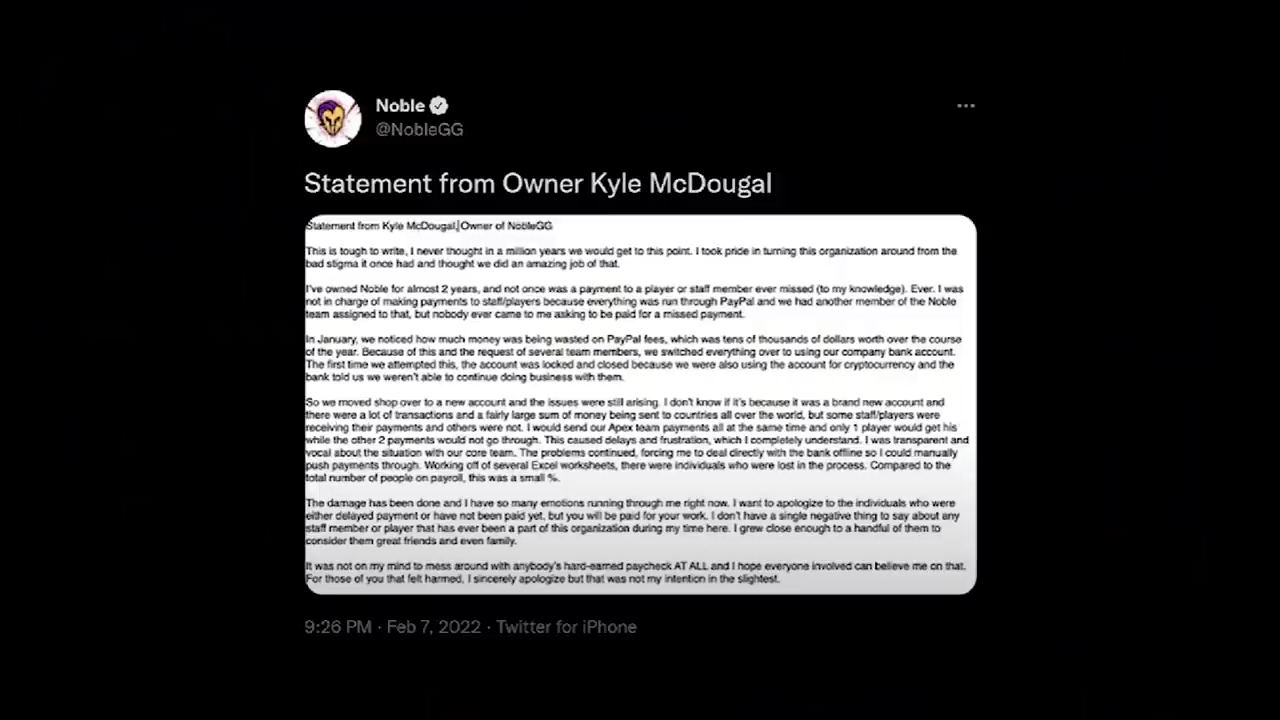 Noble
@NobleGG
Statement from Owner Kyle McDougal
Statement from Kyle McDougal, Owner of NobleGG
This is tough to write, I never thought in a million years we would get to this point. I took pride in turning this organization around from the
bad stigma it once had and thought we did an amazing job of that.
I've owned Noble for almost 2 years, and not once was a payment to a player or staff member ever missed (to my knowledge). Ever. I was
not in charge of making payments to staff/players because everything was run through PayPal and we had another member of the Noble
team assigned to that, but nobody ever came to me asking to be paid for a missed payment.
In January, we noticed how much money was being wasted on PayPal fees, which was tens of thousands of dollars worth over the course
of the year. Because of this and the request of several team members, we switched everything over to using our company bank account.
The first time we attempted this, the account was locked and closed because we were also using the account for cryptocurrency and the
bank told us we weren't able to continue doing business with them.
So we moved shop over to a new account and the issues were still arising. I don't know if it's because it was a brand new account and
there were a lot of transactions and a fairly large sum of money being sent to countries all over the world, but some staff/players were
receiving their payments and others were not. I would send our Apex team payments all at the same time and only 1 player would get his
while the other 2 payments would not go through. This caused delays and frustration, which I completely understand. I was transparent and
vocal about the situation with our core team. The problems continued, forcing me to deal directly with the bank offline so I could manually
push payments through. Working off of several Excel worksheets, there were individuals who were lost in the process. Compared to the
total number of people on payroll, this was a small %.
The damage has been done and I have so many emotions running through me right now. I want to apologize to the individuals who were
either delayed payment or have not been paid yet, but you will be paid for your work. I don't have a single negative thing to say about any
staff member or player that has ever been a part of this organization during my time here. I grew close enough to a handful of them to
consider them great friends and even family.
It was not on my mind to mess around with anybody's hard-earned paycheck AT ALL and I hope everyone involved can believe me on that.
For those of you that felt harmed, I sincerely apologize but that was not my intention in the slightest.
9:26 PM · Feb 7, 2022 · Twitter for iPhone